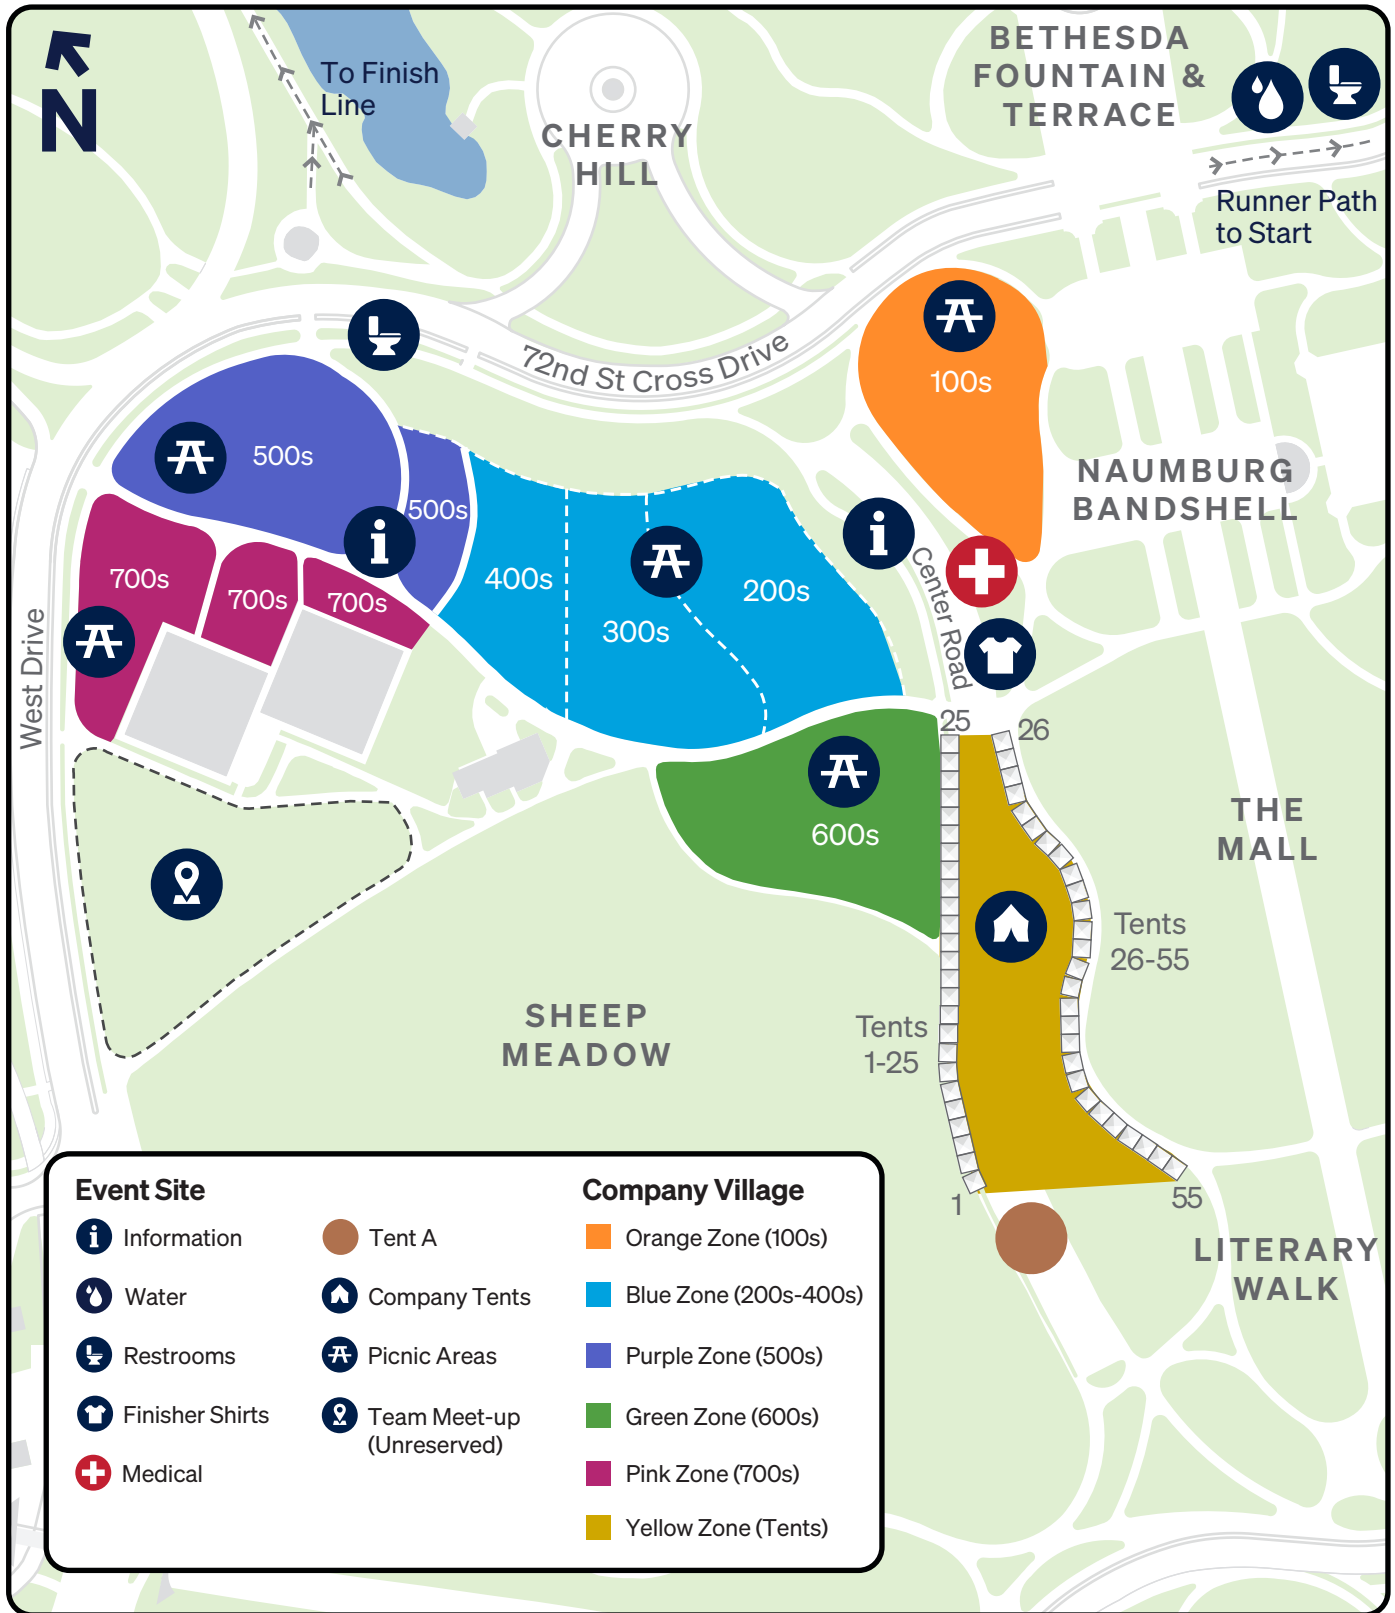 N
To Finish
Line
CHERRY
HILL
BETHESDA
FOUNTAIN &
TERRACE
Runner Path
to Start
72nd St Cross Drive
100s
NAUMBURG
BANDSHELL
500s
500s
400s
300s
200s
700s
700s
700s
Center Road
West Drive
25
26
600s
THE
MALL
Tents
26-55
SHEEP
MEADOW
Tents
1-25
1
55
LITERARY
WALK
Event Site
Information
Water
Restrooms
Finisher Shirts
Medical
Tent A
Company Tents
Picnic Areas
Team Meet-up
(Unreserved)
Company Village
Orange Zone (100s)
Blue Zone (200s-400s)
Purple Zone (500s)
Green Zone (600s)
Pink Zone (700s)
Yellow Zone (Tents)